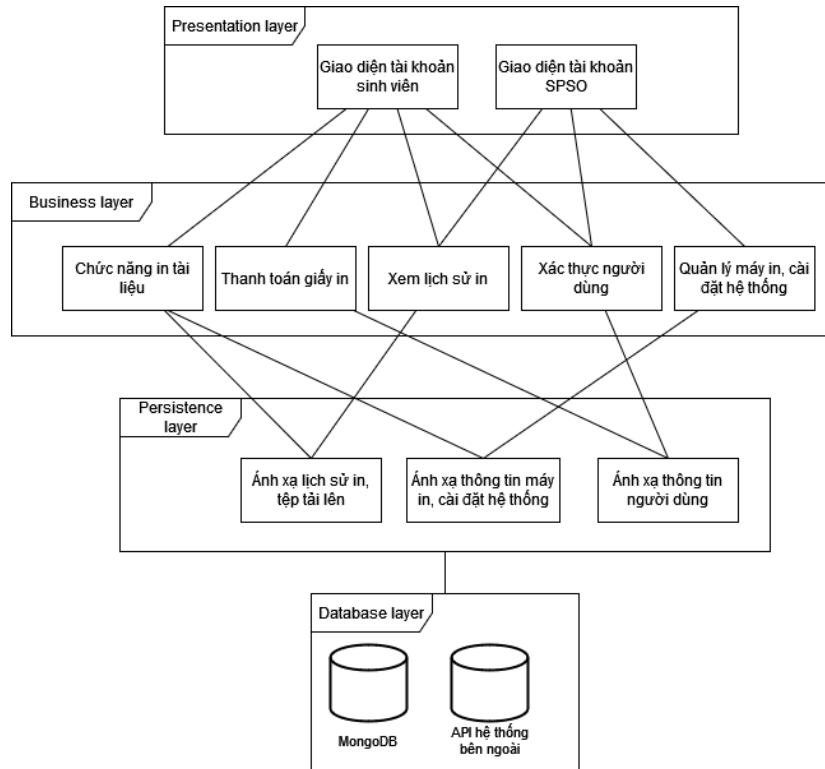 Presentation layer
Giao diện tài khoản
sinh viên
Giao diện tài khoản
SPSO
Business layer
Chức năng in tài
liệu
Thanh toán giấy in
Xem lịch sử in
Xác thực người
dùng
Quản lý máy in, cài
đặt hệ thống
Persistence
layer
Ánh xạ lịch sử in,
tệp tải lên
Ánh xạ thông tin máy
in, cài đặt hệ thống
Ánh xạ thông tin
người dùng
Database layer
MongoDB
API hệ thống
bên ngoài